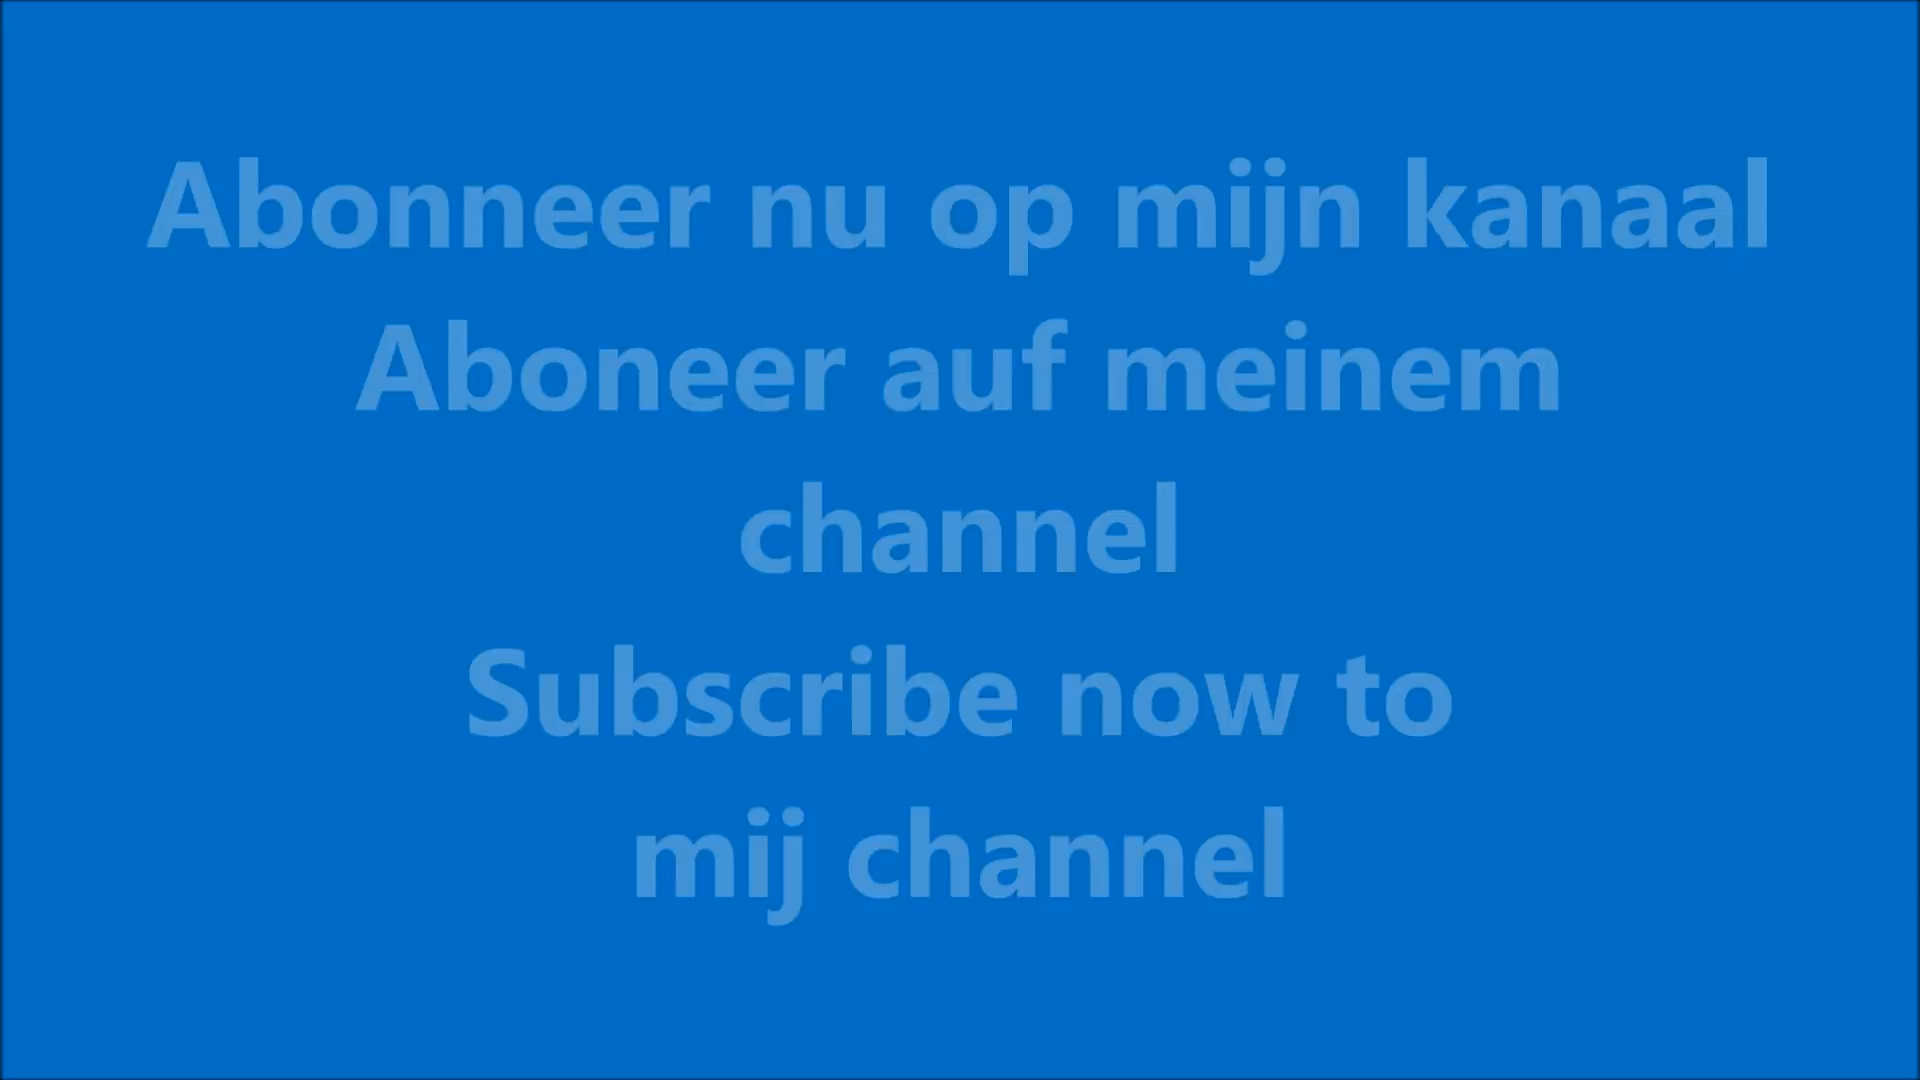 Abonneer nu op mijn kanaal
Aboneer auf meinem
channel
Subscribe now to
mij channel